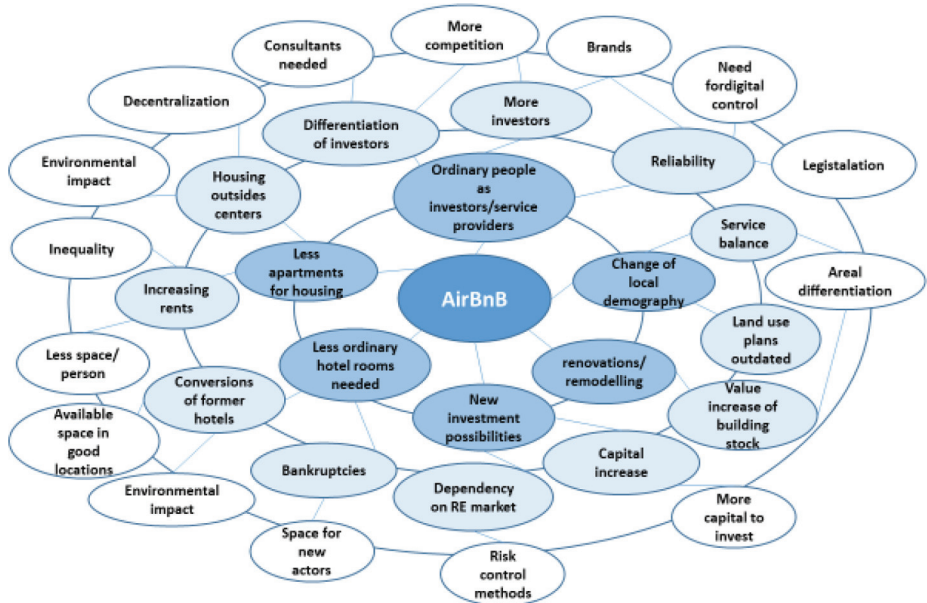 More
competition
Consultants
needed
Brands
Need
fordigital
control
Decentralization
More
investors
Differentiation
of investors
Environmental
impact
Reliability
Legistalation
Ordinary people
as
investors/service
providers
Housing
outsides
centers
Service
balance
Inequality
Less
apartments
for housing
Change of
local
demography
Areal
differentiation
AirBnB
Increasing
rents
Land use
plans
outdated
Less ordinary
hotel rooms
needed
renovations/
remodelling
Less space/
person
Conversions
of former
hotels
New
investment
possibilities
Value
increase of
building
stock
Available
space in
good
locations
Bankruptcies
Capital
increase
Environmental
impact
Dependency
on RE market
More
capital to
invest
Space for
new
actors
Risk
control
methods